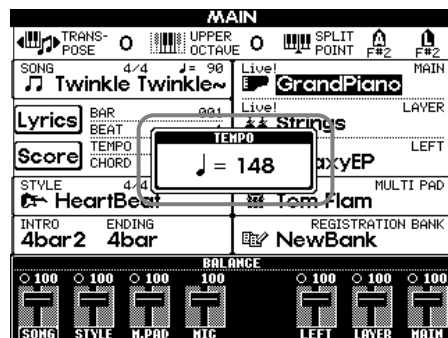 MAIN
TRANS-POSE 0 UPPER OCTAVE 0 SPLIT POINT A F#2 L F#2
SONG 4/4 ♩= 90
Twinkle Twinkle~
Live! MAIN
GrandPiano
Lyrics BAR 001
BEAT
Live! LAYER
Strings
Score TEMPO
CHORD
LEFT
axyEP
TEMPO
♩ = 148
STYLE 4/4
HeartBeat
MULTI PAD
Tom Flam
INTRO ENDING
4bar2 4bar
REGISTRATION BANK
NewBank
BALANCE
100 100 100 100 100 100 100
SONG STYLE M.PAD MIC LEFT LAYER MAIN